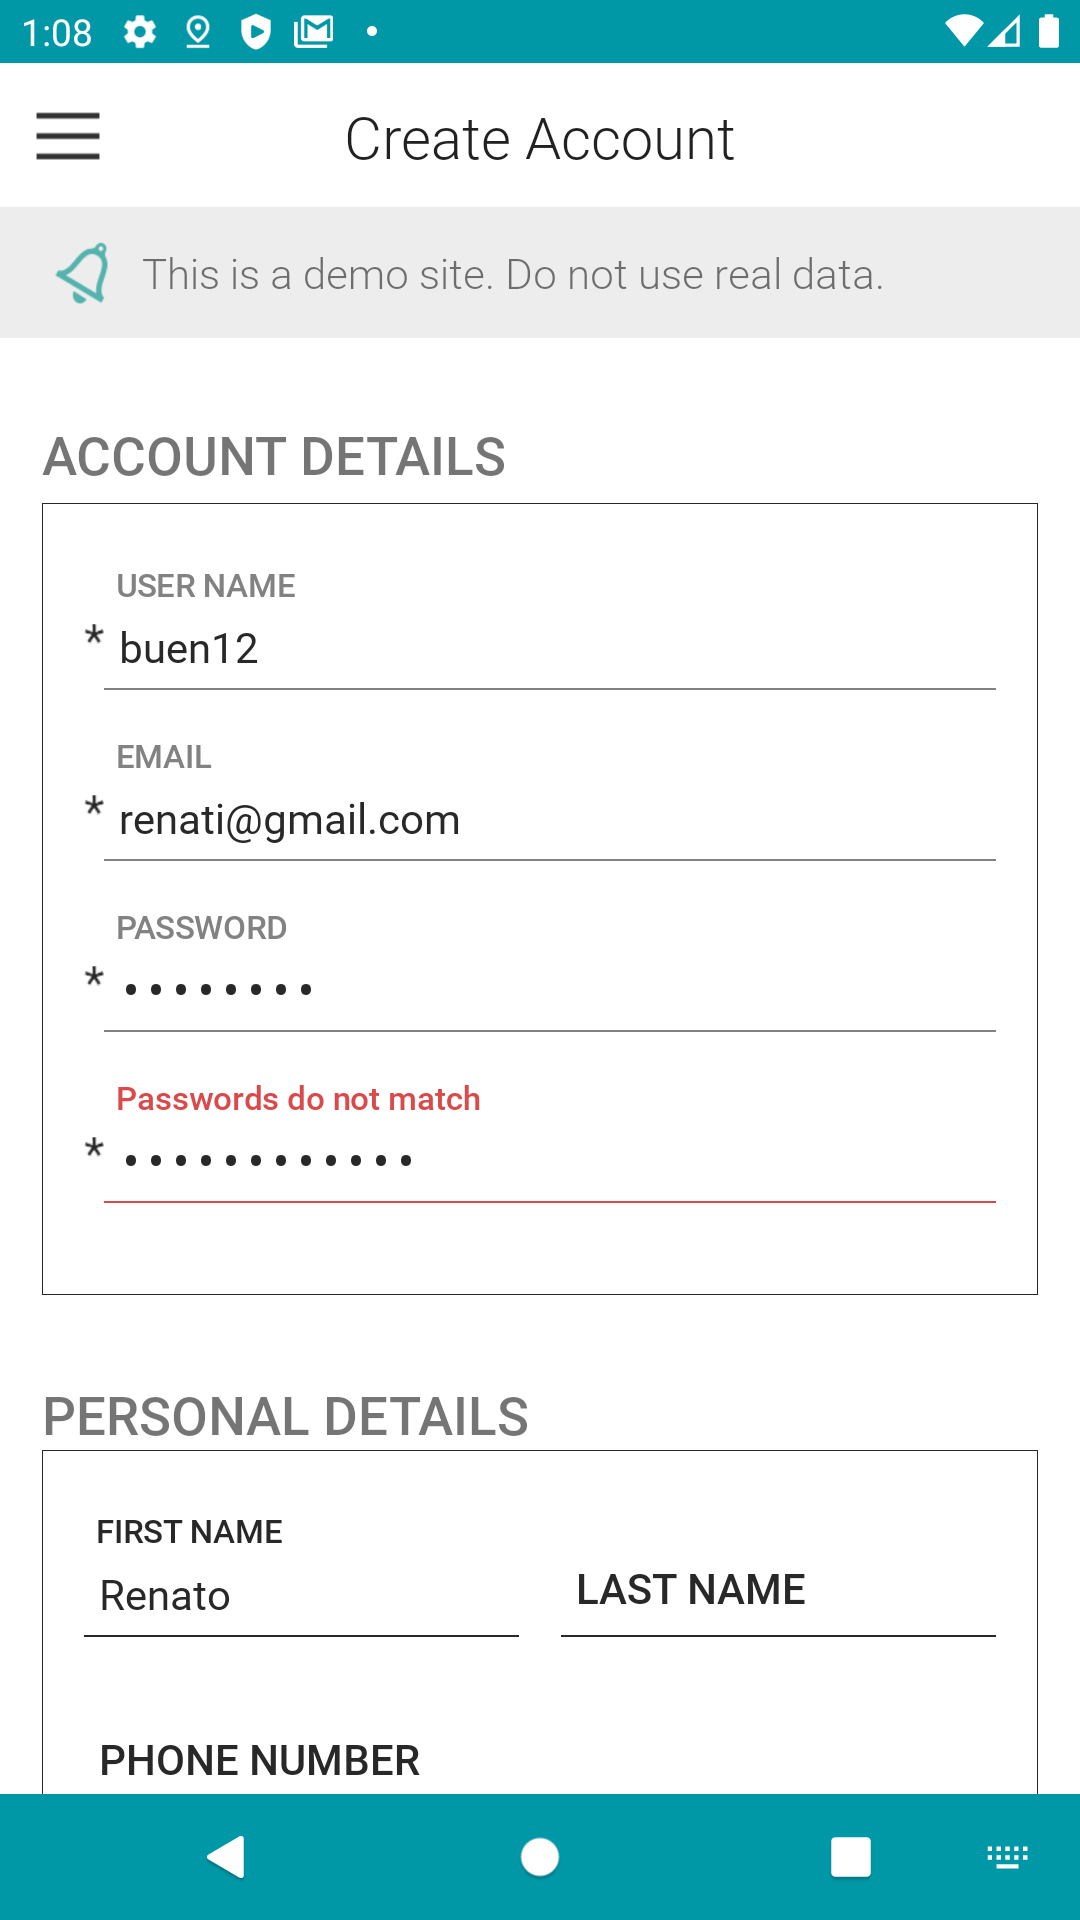 1:08
Create Account
This is a demo site. Do not use real data.
ACCOUNT DETAILS
USER NAME
* buen12
EMAIL
* renati@gmail.com
PASSWORD
* ••••••••
Passwords do not match
* ••••••••••••
PERSONAL DETAILS
FIRST NAME
Renato
LAST NAME
PHONE NUMBER